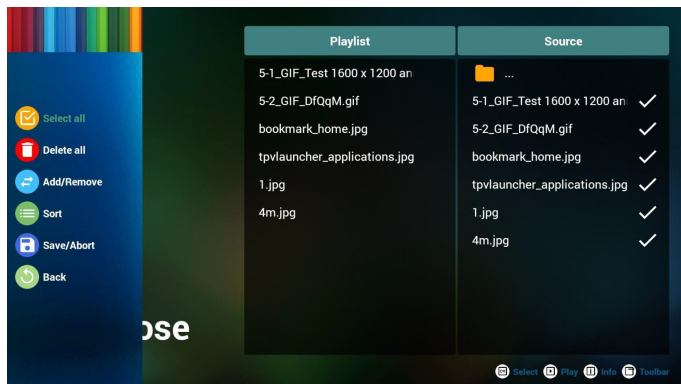 Playlist
Source
5-1_GIF_Test 1600 x 1200 an
...
5-2_GIF_DfQqM.gif
5-1_GIF_Test 1600 x 1200 an
Select all
bookmark_home.jpg
5-2_GIF_DfQqM.gif
Delete all
tpvlauncher_applications.jpg
bookmark_home.jpg
Add/Remove
1.jpg
tpvlauncher_applications.jpg
Sort
4m.jpg
1.jpg
Save/Abort
4m.jpg
Back
ose
Select
Play
Info
Toolbar